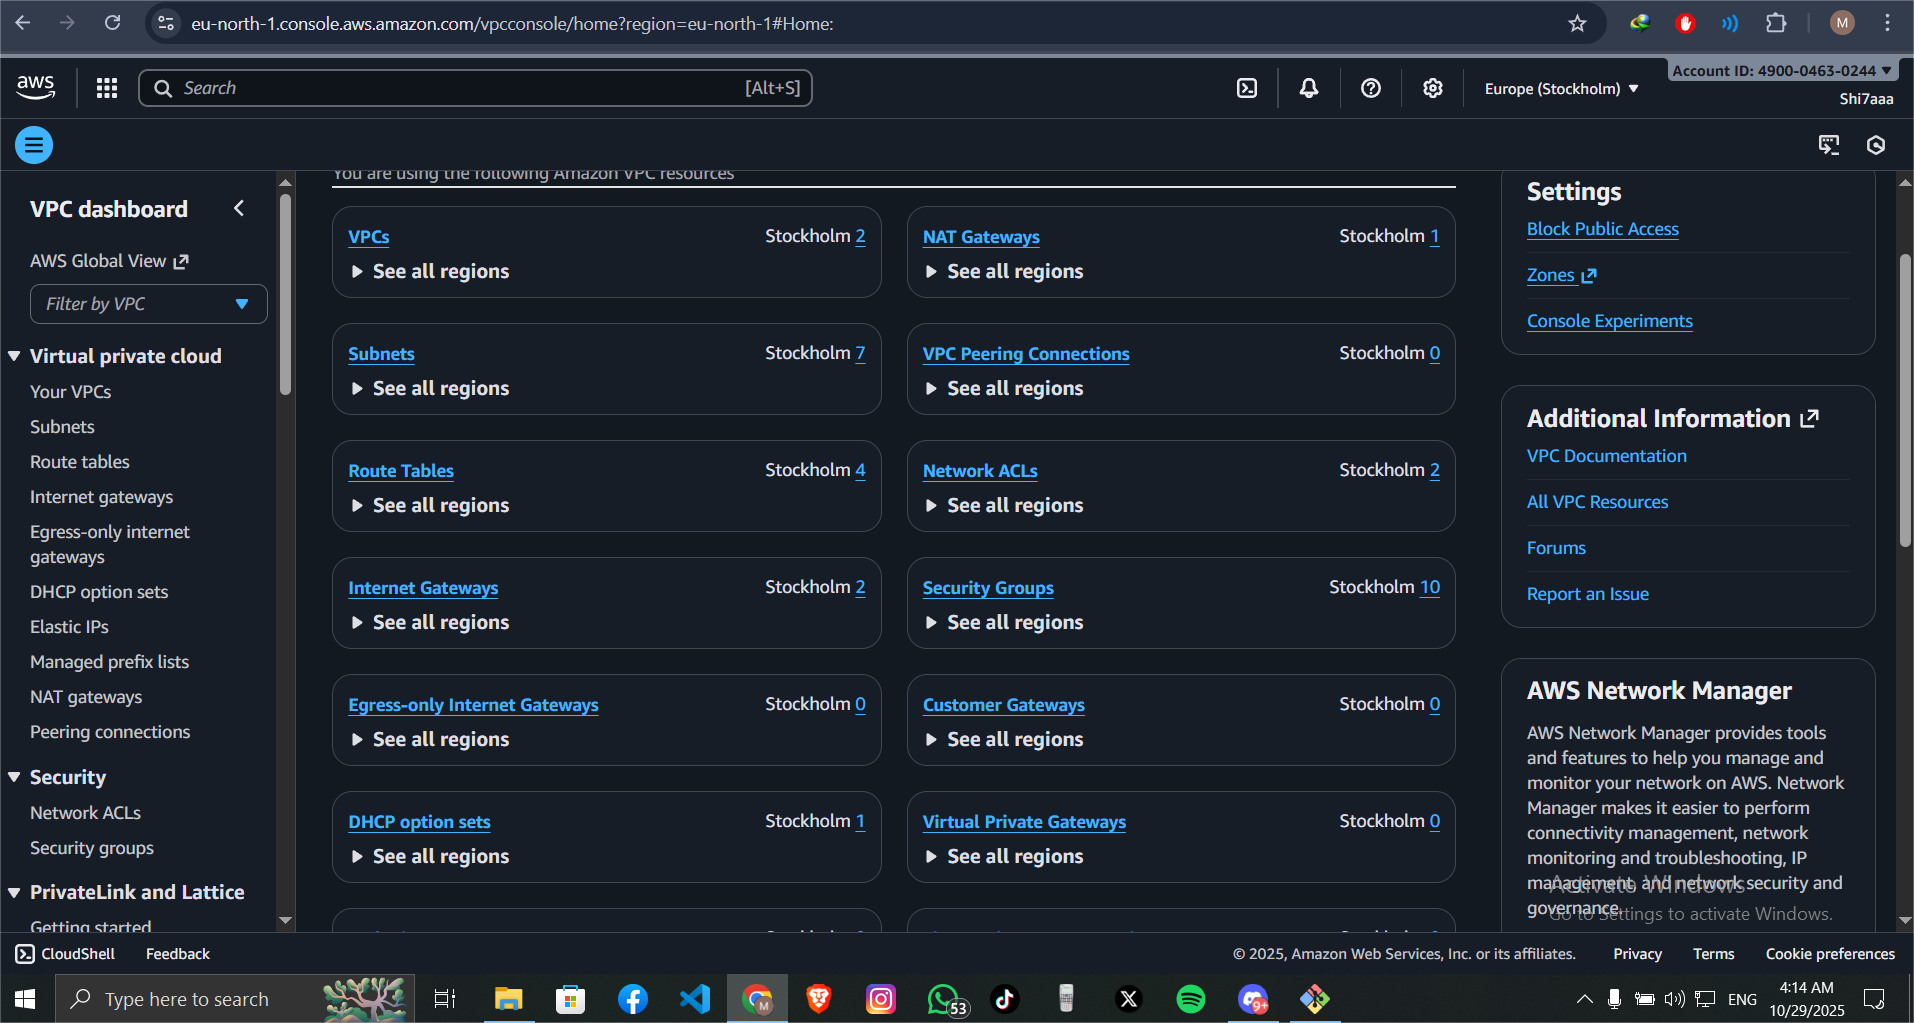 eu-north-1.console.aws.amazon.com/vpcconsole/home?region=eu-north-1#Home:
M
aws
Search
[Alt+S]
Europe (Stockholm)
Account ID: 4900-0463-0244
Shi7aaa
VPC dashboard
AWS Global View
Filter by VPC
Virtual private cloud
Your VPCs
Subnets
Route tables
Internet gateways
Egress-only internet
gateways
DHCP option sets
Elastic IPs
Managed prefix lists
NAT gateways
Peering connections
Security
Network ACLs
Security groups
PrivateLink and Lattice
Getting started
You are using the following Amazon VPC resources
VPCs
Stockholm 2
See all regions
NAT Gateways
Stockholm 1
See all regions
Subnets
Stockholm 7
See all regions
VPC Peering Connections
Stockholm 0
See all regions
Route Tables
Stockholm 4
See all regions
Network ACLs
Stockholm 2
See all regions
Internet Gateways
Stockholm 2
See all regions
Security Groups
Stockholm 10
See all regions
Egress-only Internet Gateways
Stockholm 0
See all regions
Customer Gateways
Stockholm 0
See all regions
DHCP option sets
Stockholm 1
See all regions
Virtual Private Gateways
Stockholm 0
See all regions
Settings
Block Public Access
Zones
Console Experiments
Additional Information
VPC Documentation
All VPC Resources
Forums
Report an Issue
AWS Network Manager
AWS Network Manager provides tools
and features to help you manage and
monitor your network on AWS. Network
Manager makes it easier to perform
connectivity management, network
monitoring and troubleshooting, IP
management, and network security and
governance.
Activate Windows
Go to Settings to activate Windows.
CloudShell
Feedback
© 2025, Amazon Web Services, Inc. or its affiliates.
Privacy
Terms
Cookie preferences
Type here to search
M
53
9+
ENG
4:14 AM
10/29/2025